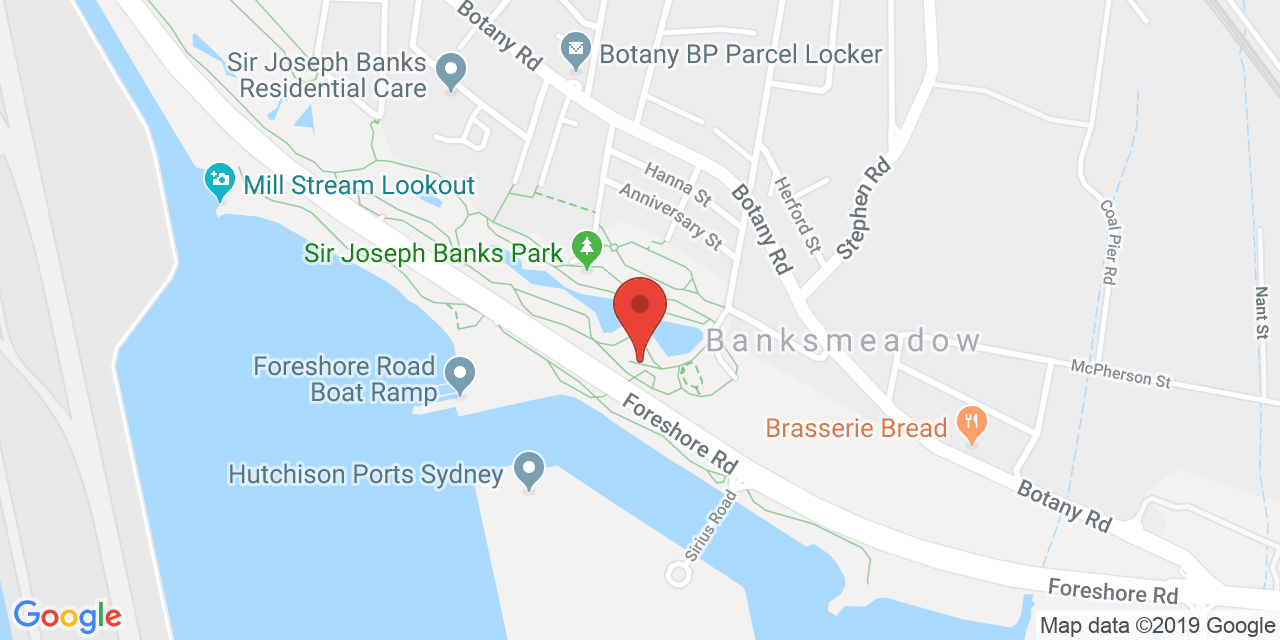 Botany Rd
Sir Joseph Banks
Residential Care
Botany BP Parcel Locker
Mill Stream Lookout
Hanna St
Anniversary St
Botany Rd
Herford St
Stephen Rd
Coal Pier Rd
Nant St
Sir Joseph Banks Park
Banksmeadow
McPherson St
Foreshore Road
Boat Ramp
Foreshore Rd
Brasserie Bread
Hutchison Ports Sydney
Sirius Road
Botany Rd
Foreshore Rd
Google
Map data ©2019 Google